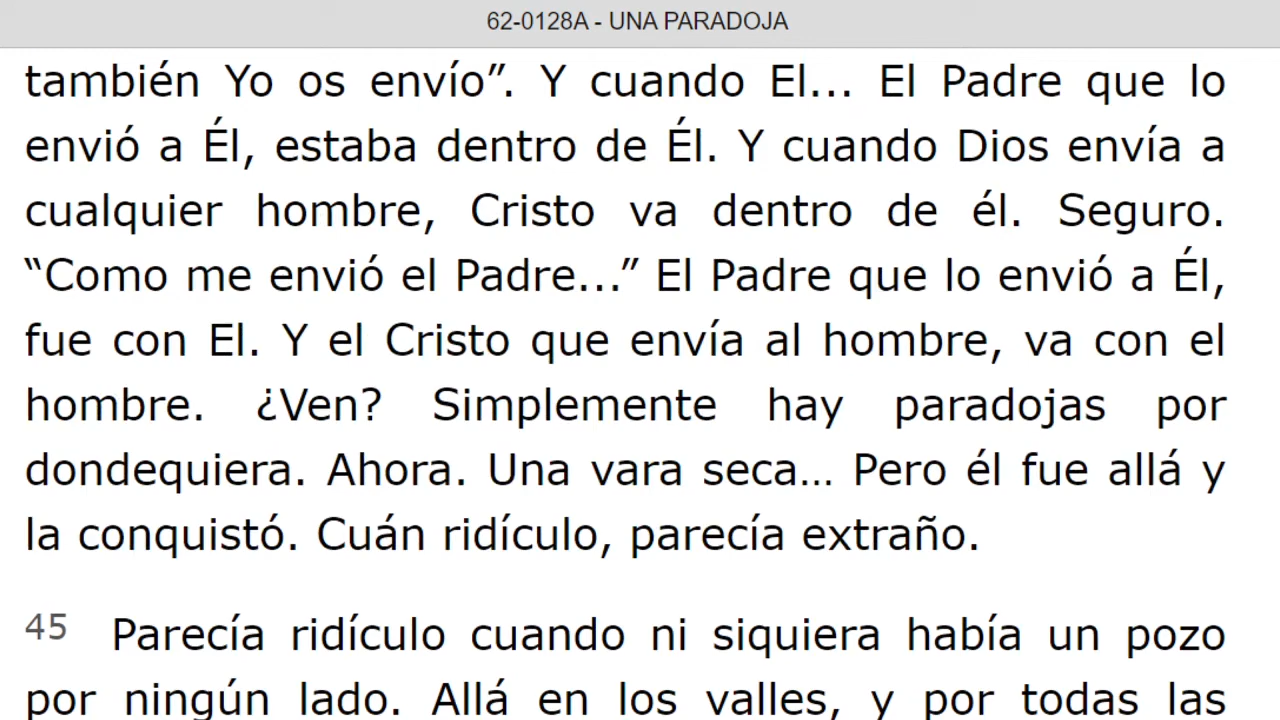 62-0128A - UNA PARADOJA
también Yo os envío”. Y cuando El... El Padre que lo
envió a Él, estaba dentro de Él. Y cuando Dios envía a
cualquier hombre, Cristo va dentro de él. Seguro.
“Como me envió el Padre...” El Padre que lo envió a Él,
fue con El. Y el Cristo que envía al hombre, va con el
hombre. ¿Ven? Simplemente hay paradojas por
dondequiera. Ahora. Una vara seca… Pero él fue allá y
la conquistó. Cuán ridículo, parecía extraño.
45 Parecía ridículo cuando ni siquiera había un pozo
por ningún lado. Allá en los valles, y por todas las